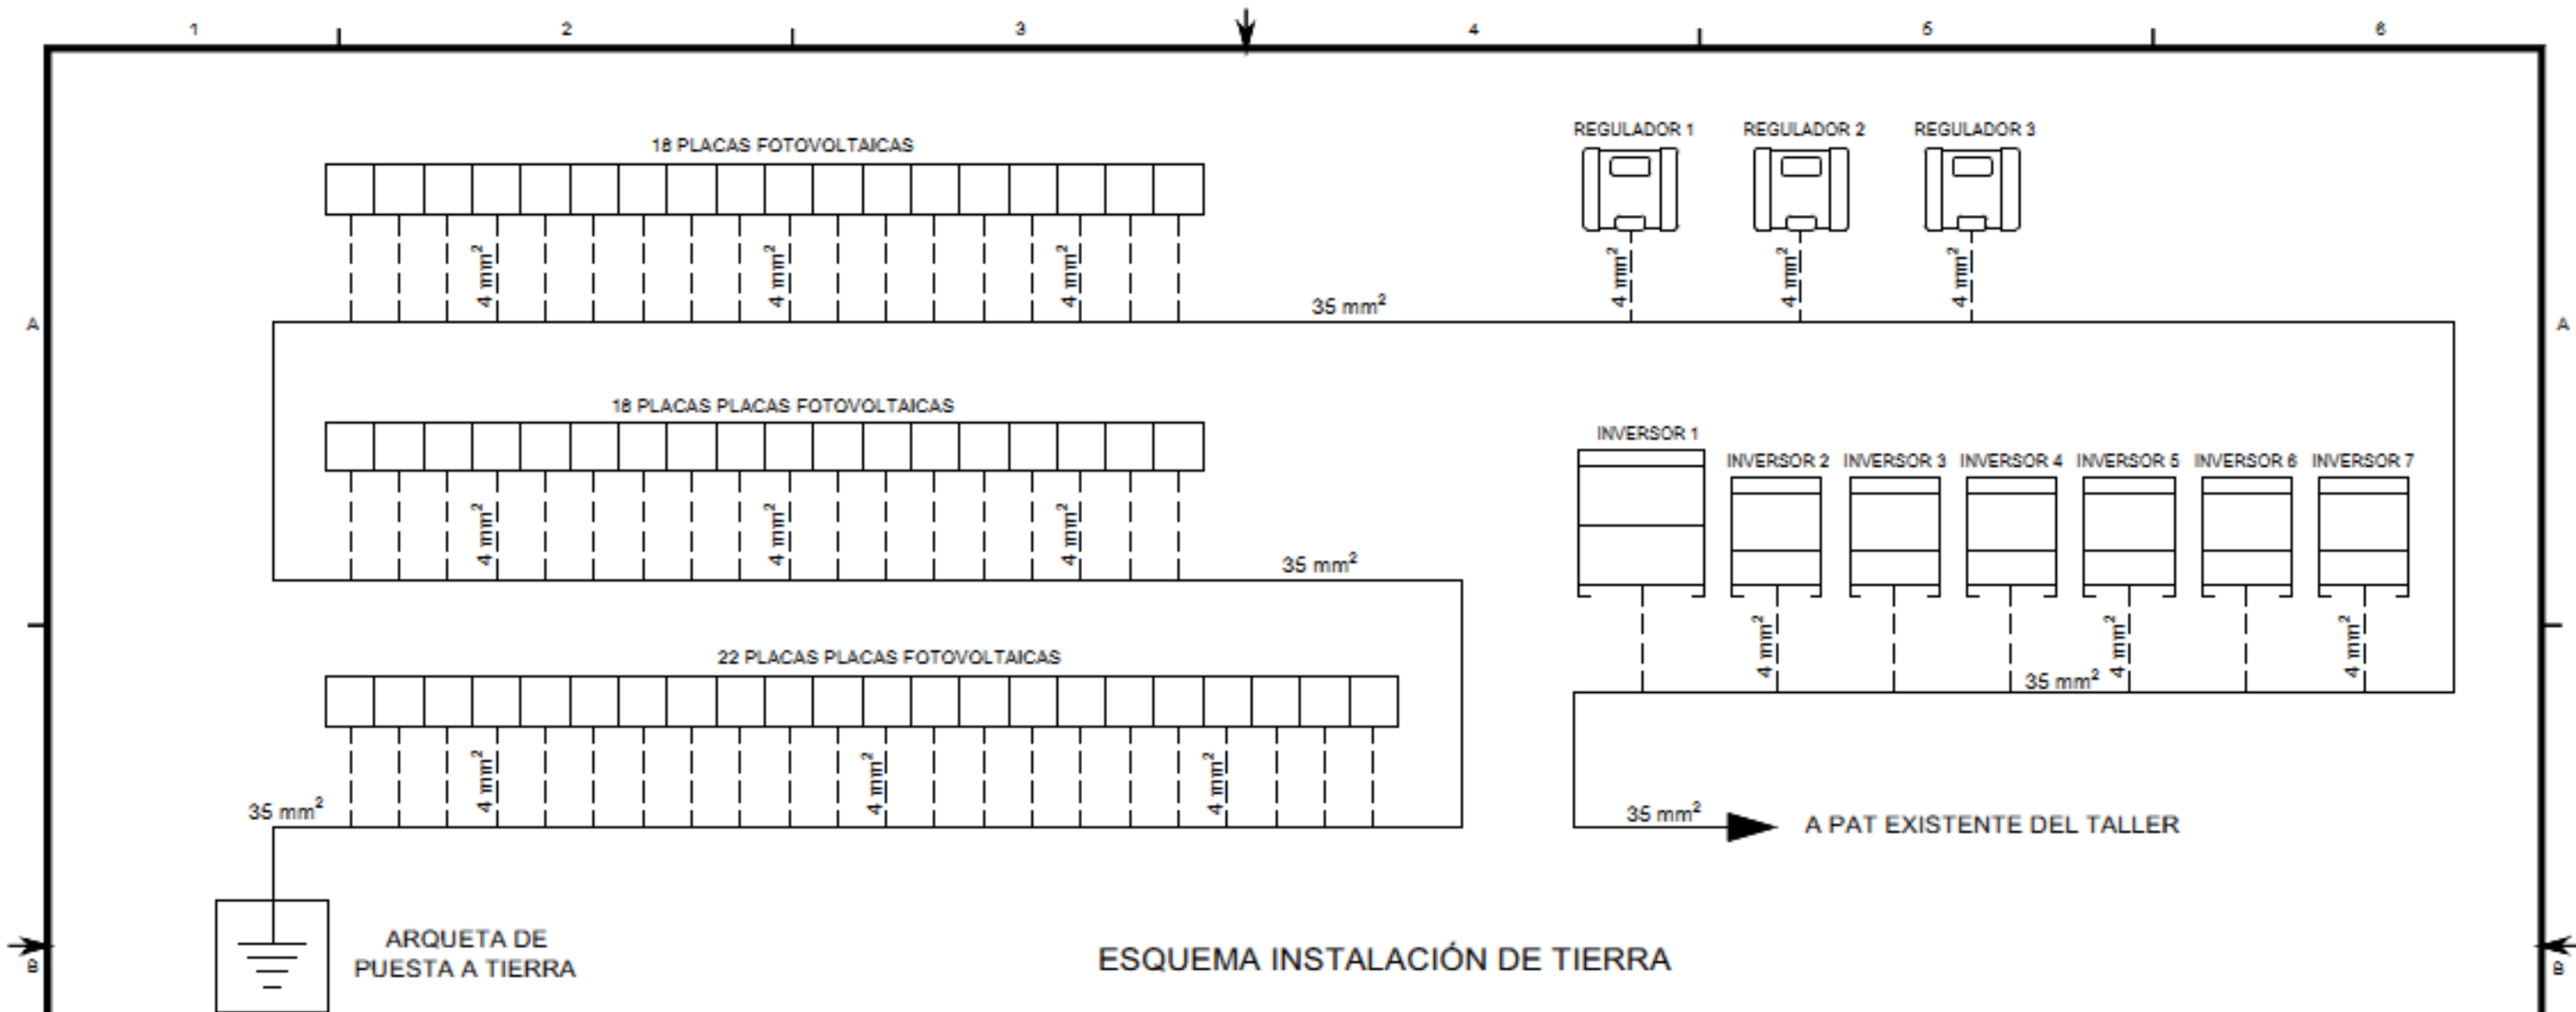 1 2 3 4 5 6
18 PLACAS FOTOVOLTAICAS
REGULADOR 1 REGULADOR 2 REGULADOR 3
4 mm² 4 mm² 4 mm² 4 mm² 4 mm² 4 mm²
35 mm²
A A
18 PLACAS PLACAS FOTOVOLTAICAS
INVERSOR 1
INVERSOR 2 INVERSOR 3 INVERSOR 4 INVERSOR 5 INVERSOR 6 INVERSOR 7
4 mm² 4 mm² 4 mm²
35 mm²
4 mm² 4 mm² 4 mm²
35 mm²
22 PLACAS PLACAS FOTOVOLTAICAS
4 mm² 4 mm² 4 mm²
35 mm²
35 mm²
A PAT EXISTENTE DEL TALLER
ARQUETA DE
PUESTA A TIERRA
ESQUEMA INSTALACIÓN DE TIERRA
B B